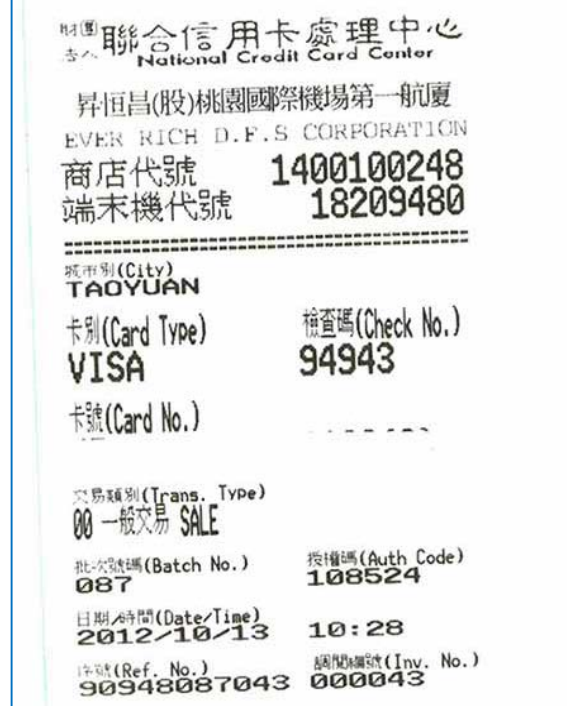 財團法人 聯合信用卡處理中心
National Credit Card Center
昇恒昌(股)桃園國際機場第一航廈
EVER RICH D.F.S CORPORATION
商店代號 1400100248
端末機代號 18209480
城市別(City)
TAOYUAN
卡別(Card Type) 檢查碼(Check No.)
VISA 94943
卡號(Card No.)
交易類別(Trans. Type)
00 一般交易 SALE
批次號碼(Batch No.) 授權碼(Auth Code)
087 108524
日期/時間(Date/Time)
2012/10/13 10:28
序號(Ref. No.) 調閱編號(Inv. No.)
90948087043 000043